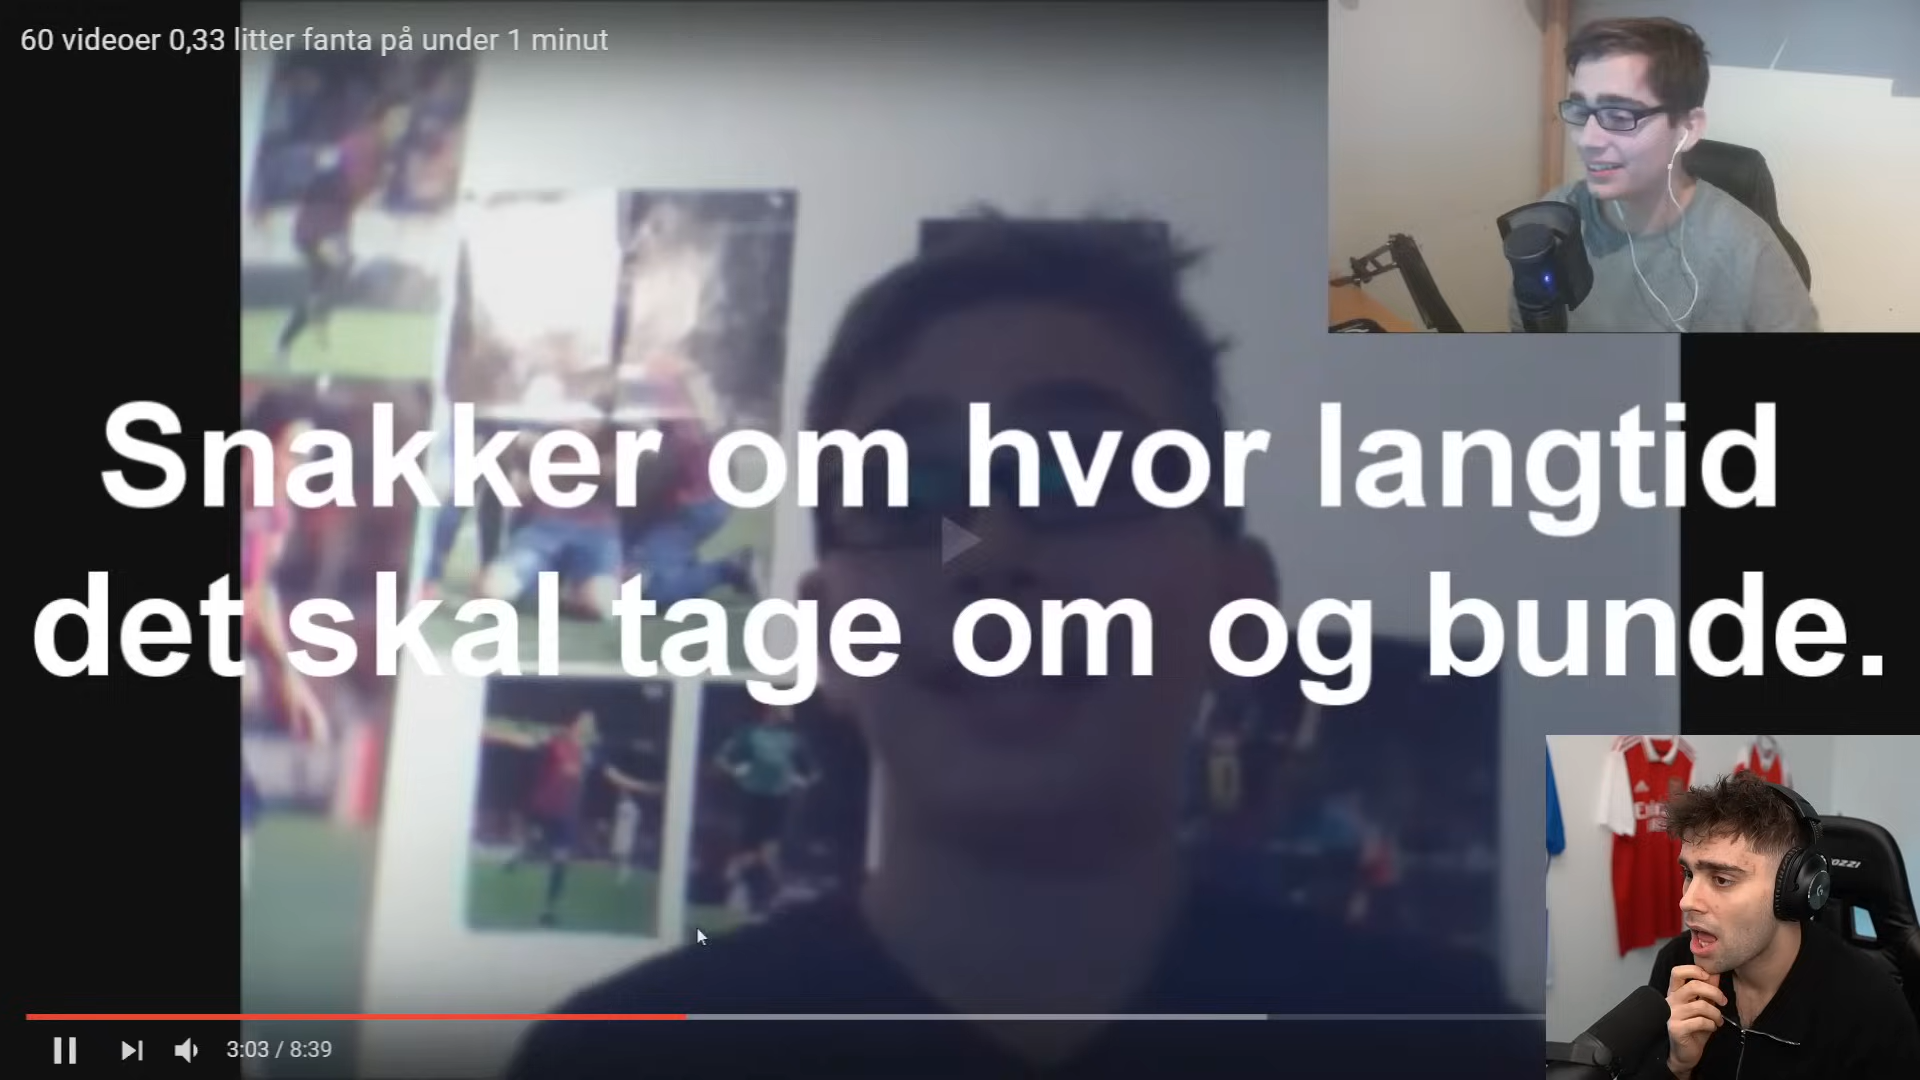 60 videoer 0,33 litter fanta på under 1 minut
Snakker om hvor langtid
det skal tage om og bunde.
3:03 / 8:39